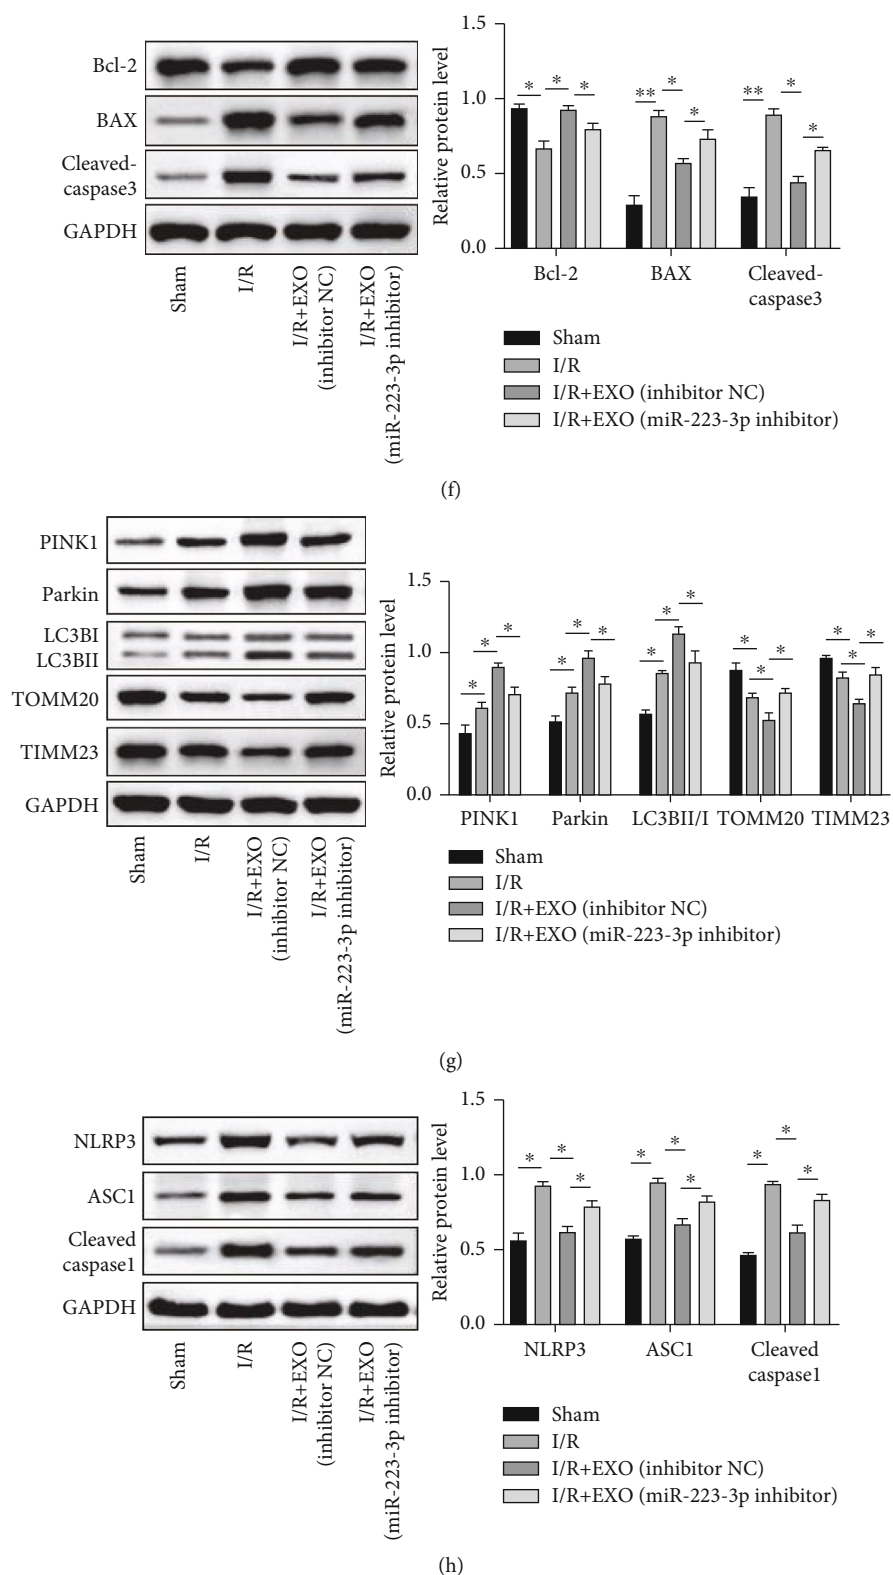 Bcl-2
BAX
Cleaved-
caspase3
GAPDH
Sham
I/R
I/R+EXO
(inhibitor NC)
I/R+EXO
(miR-223-3p inhibitor)
Relative protein level
1.5
1.0
0.5
0.0
* * *
** * *
** * *
Bcl-2
BAX
Cleaved-
caspase3
Sham
I/R
I/R+EXO (inhibitor NC)
I/R+EXO (miR-223-3p inhibitor)
(f)
PINK1
Parkin
LC3BI
LC3BII
TOMM20
TIMM23
GAPDH
Sham
I/R
I/R+EXO
(inhibitor NC)
I/R+EXO
(miR-223-3p inhibitor)
Relative protein level
1.5
1.0
0.5
0.0
* * *
* * *
* * *
* * *
* * *
PINK1
Parkin
LC3BII/I
TOMM20
TIMM23
Sham
I/R
I/R+EXO (inhibitor NC)
I/R+EXO (miR-223-3p inhibitor)
(g)
NLRP3
ASC1
Cleaved
caspase1
GAPDH
Sham
I/R
I/R+EXO
(inhibitor NC)
I/R+EXO
(miR-223-3p inhibitor)
Relative protein level
1.5
1.0
0.5
0.0
* * *
* * *
* * *
NLRP3
ASC1
Cleaved
caspase1
Sham
I/R
I/R+EXO (inhibitor NC)
I/R+EXO (miR-223-3p inhibitor)
(h)